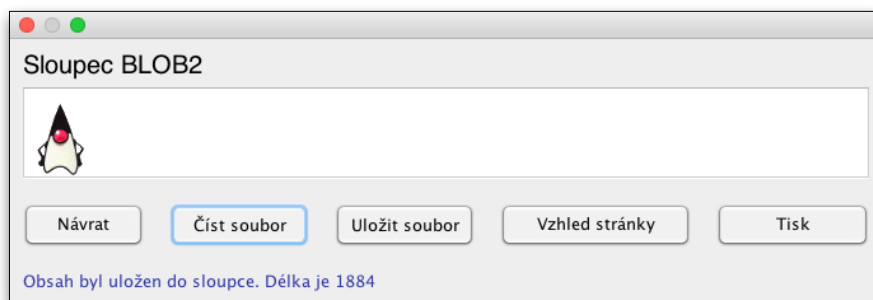 Sloupec BLOB2
Návrat Číst soubor Uložit soubor Vzhled stránky Tisk
Obsah byl uložen do sloupce. Délka je 1884